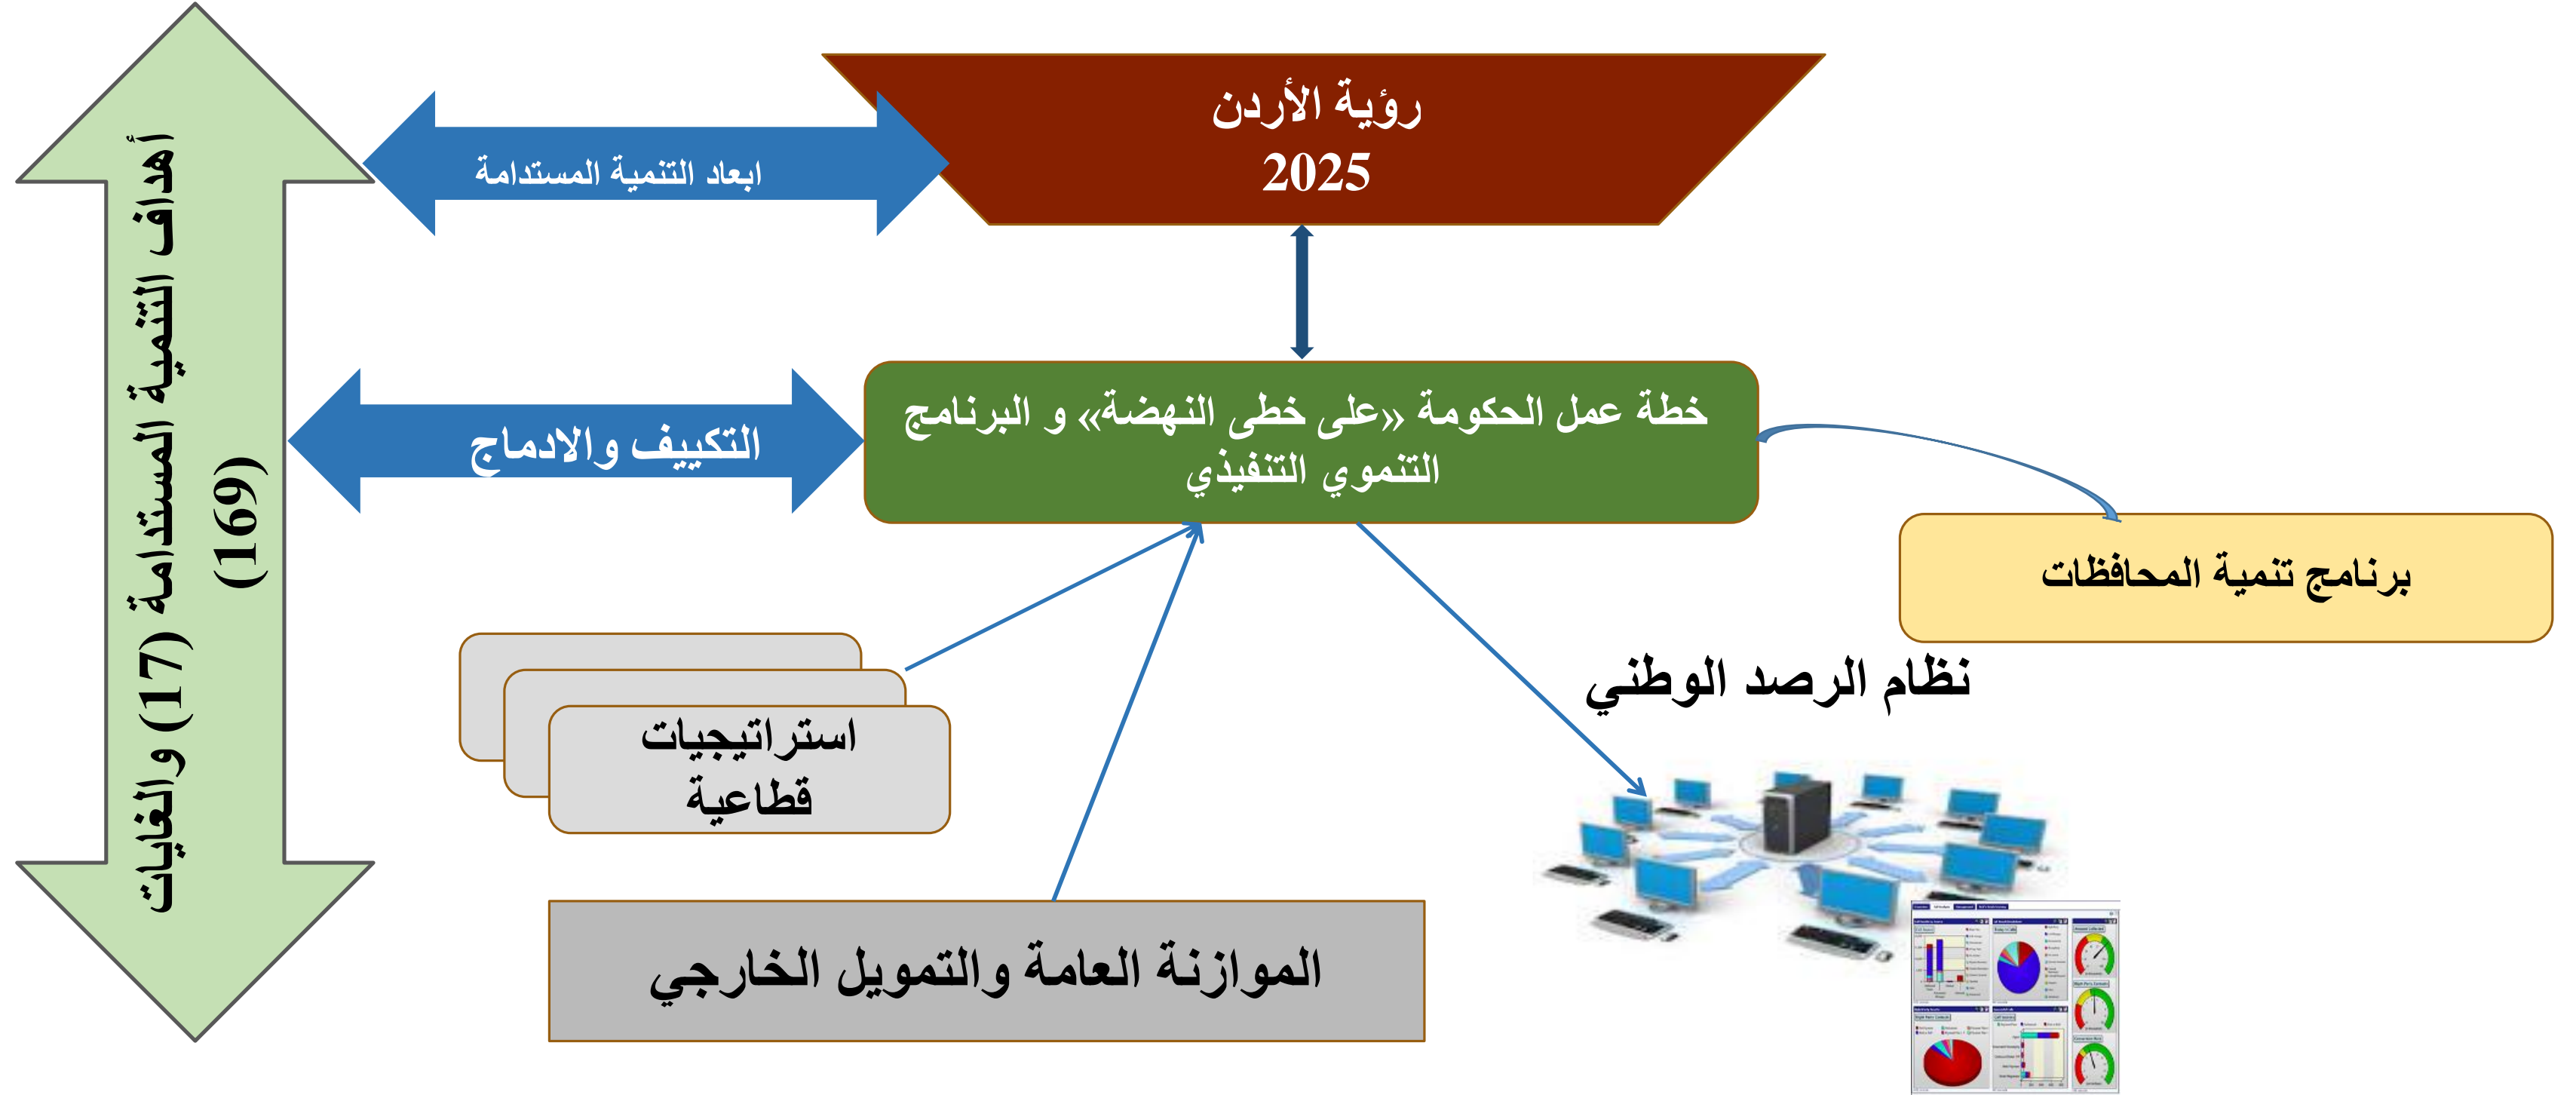 رؤية الأردن
2025
ابعاد التنمية المستدامة
أهداف التنمية المستدامة (17) والغايات
(169)
خطة عمل الحكومة «على خطى النهضة» و البرنامج
التنموي التنفيذي
التكييف والادماج
برنامج تنمية المحافظات
نظام الرصد الوطني
استراتيجيات
قطاعية
الموازنة العامة والتمويل الخارجي